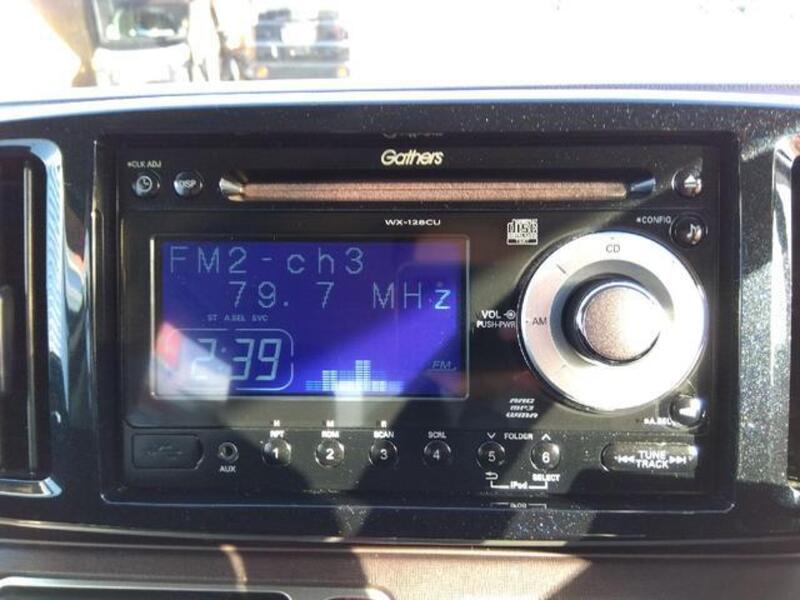 Gathers
*CLK ADJ
DISP
WX-128CU
DISC
*CONFIG
FM2-ch3
79.7 MHz
ST A.SEL SVC
2:39
FM
CD
AM
VOL
PUSH-PWR
AAC
MP3
WMA
A.SEL
RPT RDM SCAN SCRL FOLDER
1 2 3 4 5 6
AUX
iPod
SELECT
TUNE
TRACK